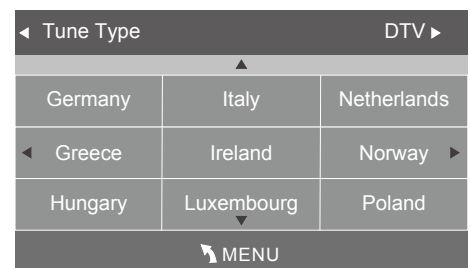 Tune Type DTV
Germany Italy Netherlands
Greece Ireland Norway
Hungary Luxembourg Poland
MENU